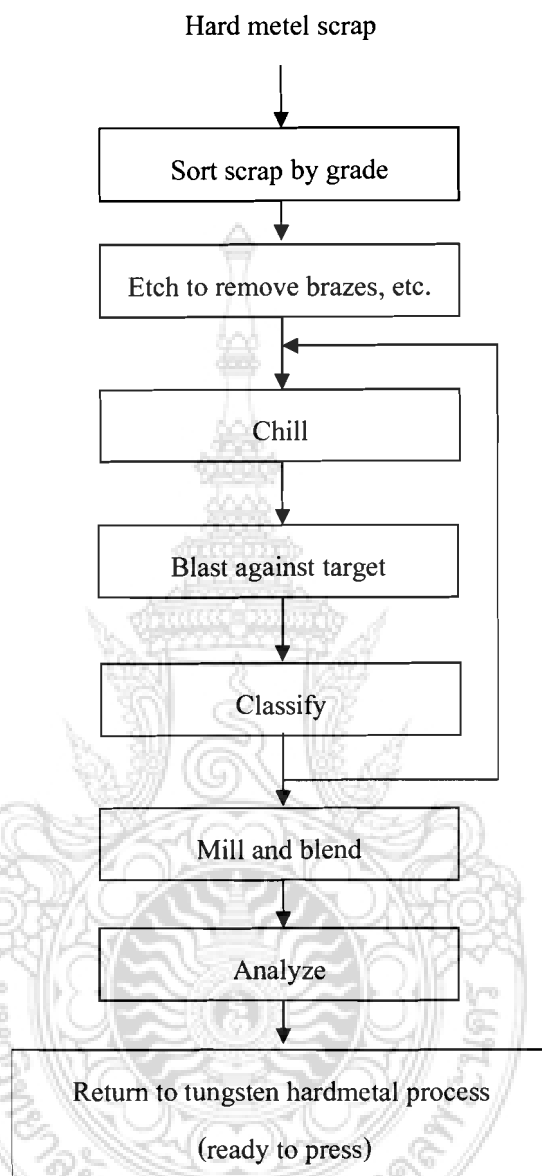 Hard metel scrap
Sort scrap by grade
Etch to remove brazes, etc.
Chill
Blast against target
Classify
Mill and blend
Analyze
Return to tungsten hardmetal process
(ready to press)